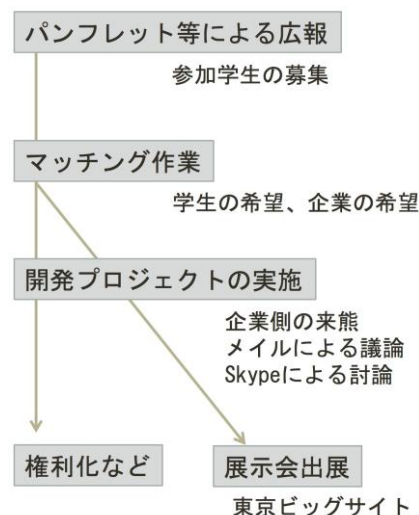 パンフレット等による広報
参加学生の募集
マッチング作業
学生の希望、企業の希望
開発プロジェクトの実施
企業側の来熊
メイルによる議論
Skypeによる討論
権利化など
展示会出展
東京ビッグサイト